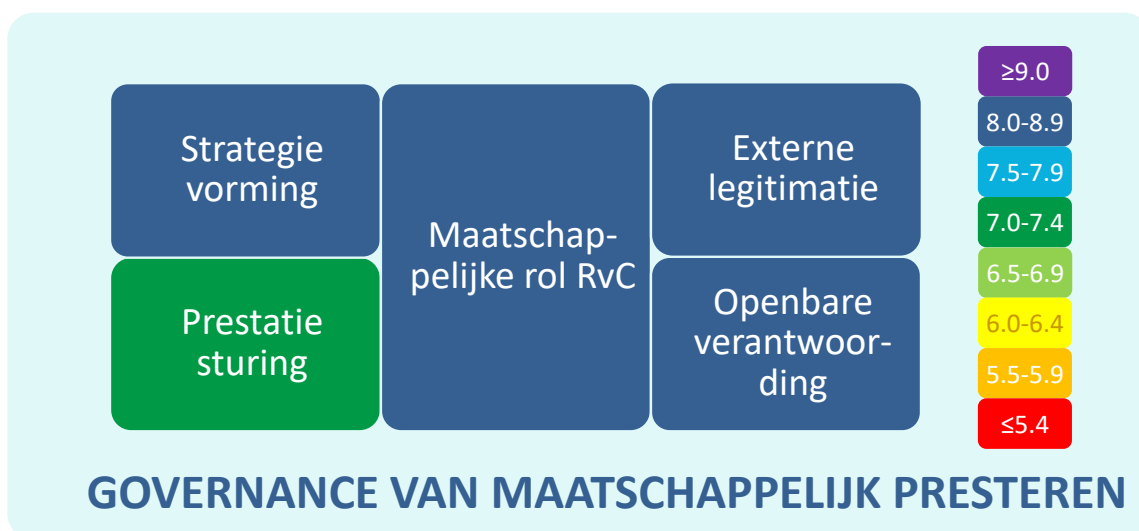 Strategie
vorming
Prestatie
sturing
Maatschap-
pelijke rol RvC
Externe
legitimatie
Openbare
verantwoor-
ding
≥9.0
8.0-8.9
7.5-7.9
7.0-7.4
6.5-6.9
6.0-6.4
5.5-5.9
≤5.4
GOVERNANCE VAN MAATSCHAPPELIJK PRESTEREN